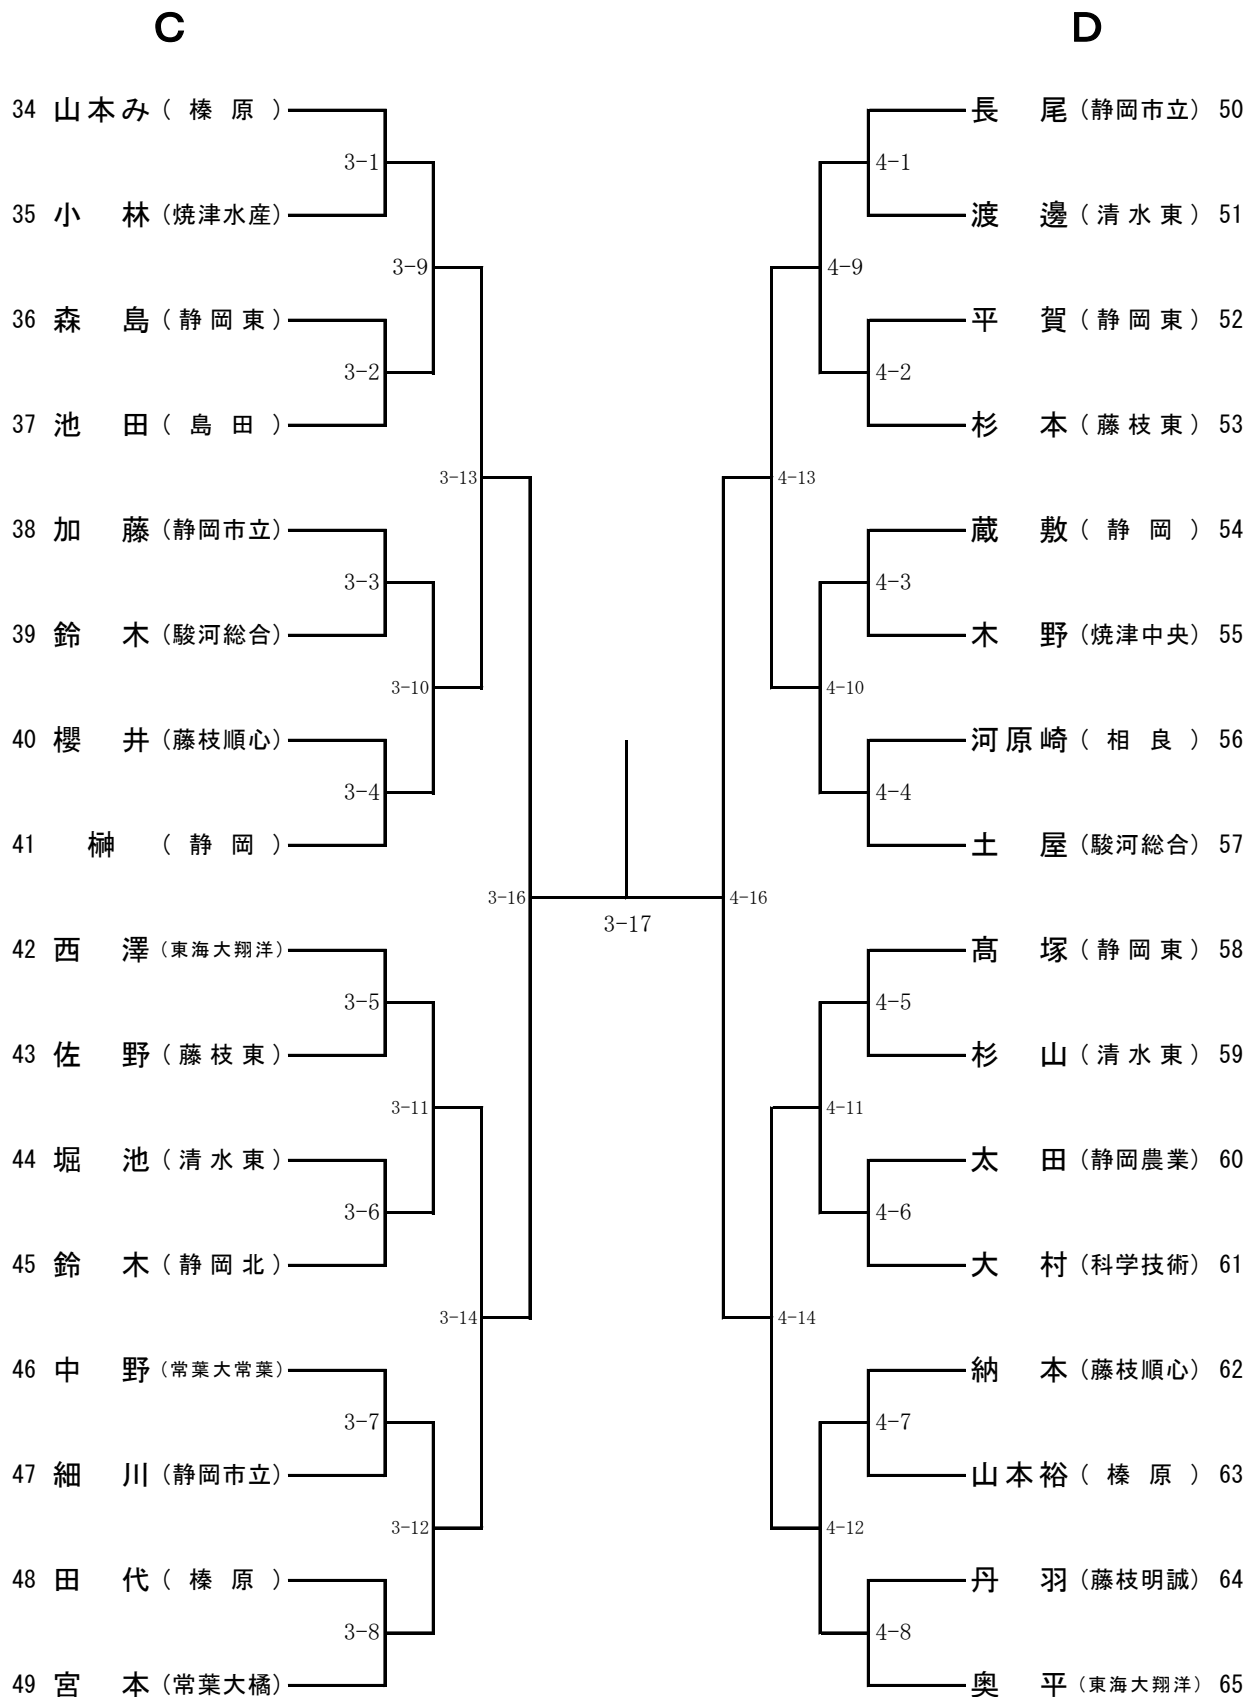 C D
34 山本み (榛原) 長尾 (静岡市立) 50
3-1 4-1
35 小林 (焼津水産) 渡邊 (清水東) 51
3-9 4-9
36 森島 (静岡東) 平賀 (静岡東) 52
3-2 4-2
37 池田 (島田) 杉本 (藤枝東) 53
3-13 4-13
38 加藤 (静岡市立) 蔵敷 (静岡) 54
3-3 4-3
39 鈴木 (駿河総合) 木野 (焼津中央) 55
3-10 4-10
40 櫻井 (藤枝順心) 河原崎 (相良) 56
3-4 4-4
41 榊 (静岡) 土屋 (駿河総合) 57
3-16 4-16
3-17
42 西澤 (東海大翔洋) 髙塚 (静岡東) 58
3-5 4-5
43 佐野 (藤枝東) 杉山 (清水東) 59
3-11 4-11
44 堀池 (清水東) 太田 (静岡農業) 60
3-6 4-6
45 鈴木 (静岡北) 大村 (科学技術) 61
3-14 4-14
46 中野 (常葉大常葉) 納本 (藤枝順心) 62
3-7 4-7
47 細川 (静岡市立) 山本裕 (榛原) 63
3-12 4-12
48 田代 (榛原) 丹羽 (藤枝明誠) 64
3-8 4-8
49 宮本 (常葉大橘) 奥平 (東海大翔洋) 65